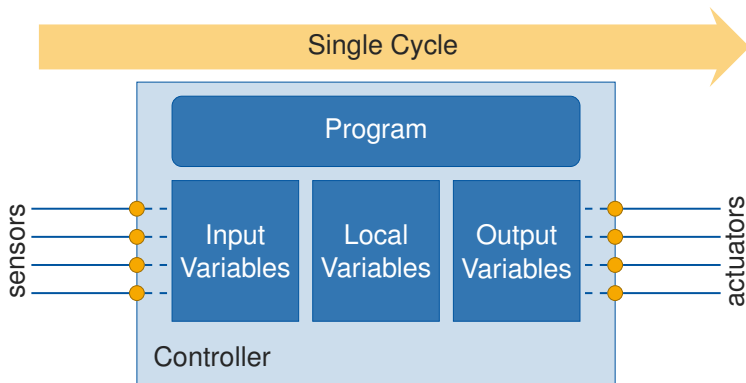 Single Cycle
Program
sensors
Input
Variables
Local
Variables
Output
Variables
actuators
Controller